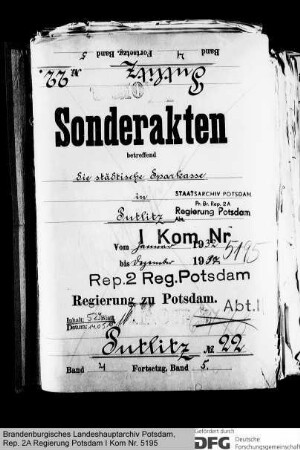 Band 4 Fortsetzg. Band 5
Putlitz № 22.
Sonderakten
betreffend
Die städtische Sparkasse
in
Putlitz
STAATSARCHIV POTSDAM
Pr. Br. Rep. 2A
Regierung Potsdam
Abt.
I Kom Nr.
5195
Vom Januar 193
bis Dezember 19
Rep. 2 Reg. Potsdam
Regierung zu Potsdam.
Abt. I
Inhalt:
Putlitz № 22
Band 4 Fortsetzg. Band 5.
Brandenburgisches Landeshauptarchiv Potsdam,
Rep. 2A Regierung Potsdam I Kom Nr. 5195
Gefördert durch
DFG Deutsche
Forschungsgemeinschaft